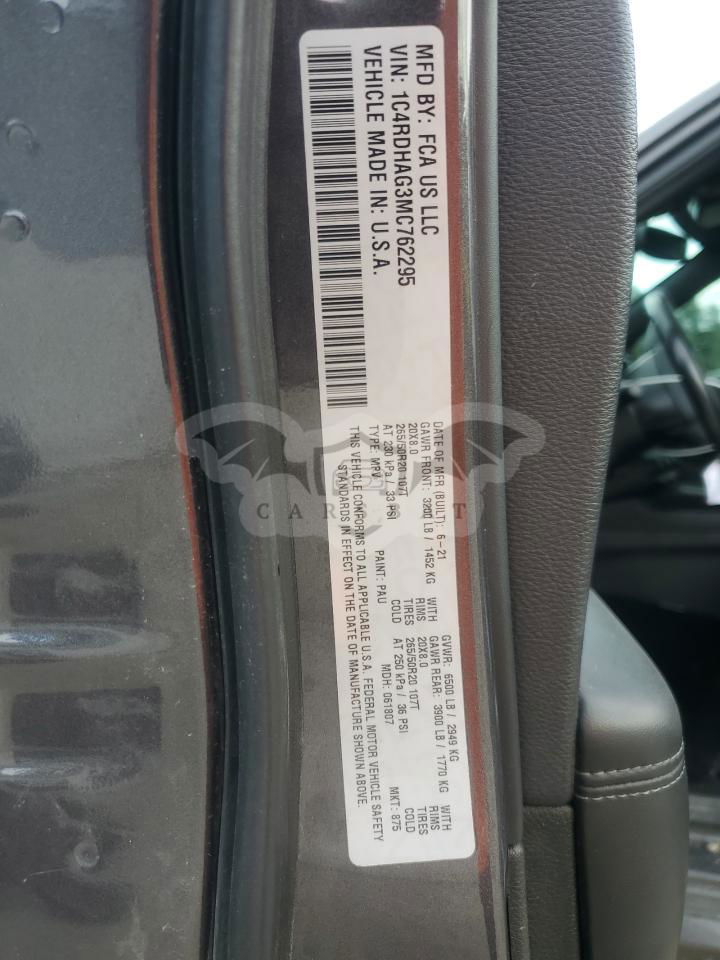 MFD BY: FCA US LLC
VIN: 1C4RDHAG3MC762295
VEHICLE MADE IN: U.S.A.
DATE OF MFR (BUILT): 6-21 GVWR: 6500 LB / 2949 KG
GAWR FRONT: 3200 LB / 1452 KG WITH GAWR REAR: 3900 LB / 1770 KG WITH
20X8.0 RIMS 20X8.0 RIMS
265/50R20 107T TIRES 265/50R20 107T TIRES
AT 230 kPa / 33 PSI COLD AT 250 kPa / 36 PSI COLD
TYPE: MPV PAINT: PAU MDH: 061807 MKT: 875
THIS VEHICLE CONFORMS TO ALL APPLICABLE U.S.A. FEDERAL MOTOR VEHICLE SAFETY
STANDARDS IN EFFECT ON THE DATE OF MANUFACTURE SHOWN ABOVE.